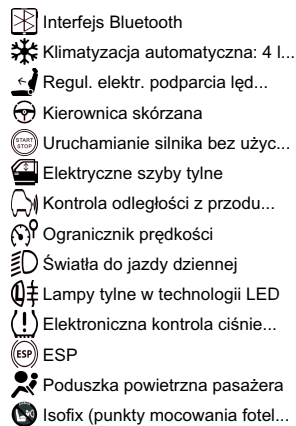 Interfejs Bluetooth
Klimatyzacja automatyczna: 4 l...
Regul. elektr. podparcia lęd...
Kierownica skórzana
START STOP Uruchamianie silnika bez użyc...
Elektryczne szyby tylne
Kontrola odległości z przodu...
Ogranicznik prędkości
Światła do jazdy dziennej
Lampy tylne w technologii LED
Elektroniczna kontrola ciśnie...
ESP ESP
Poduszka powietrzna pasażera
Isofix (punkty mocowania fotel...